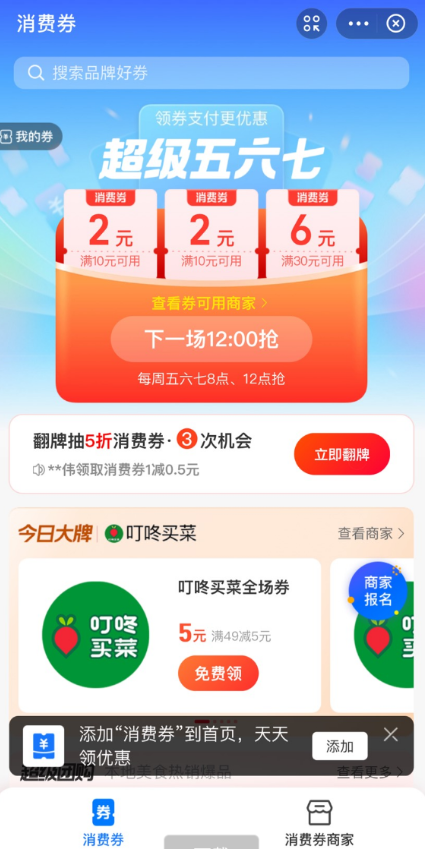 消费券
搜索品牌好券
领券支付更优惠
我的券
超级五六七
消费券 消费券 消费券
2元 2元 6元
满10元可用 满10元可用 满30元可用
查看券可用商家 >
下一场12:00抢
每周五六七8点、12点抢
翻牌抽5折消费券·3次机会
立即翻牌
**伟领取消费券1减0.5元
今日大牌 叮咚买菜 查看商家 >
商家
报名
叮咚买菜全场券
叮咚
买菜
叮咚
买菜
5元 满49减5元
免费领
添加“消费券”到首页，天天
领优惠
添加
超级团购 本地美食热销爆品 查看更多 >
券
消费券 消费券商家